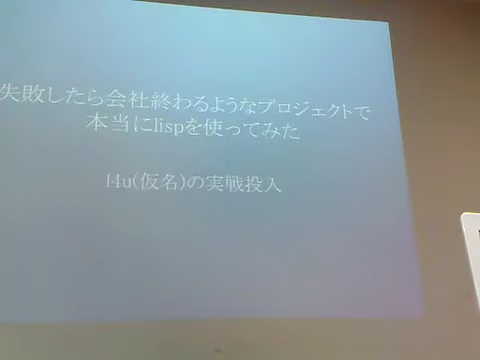 失敗したら会社終わるようなプロジェクトで
本当にlispを使ってみた
l4u(仮名)の実戦投入